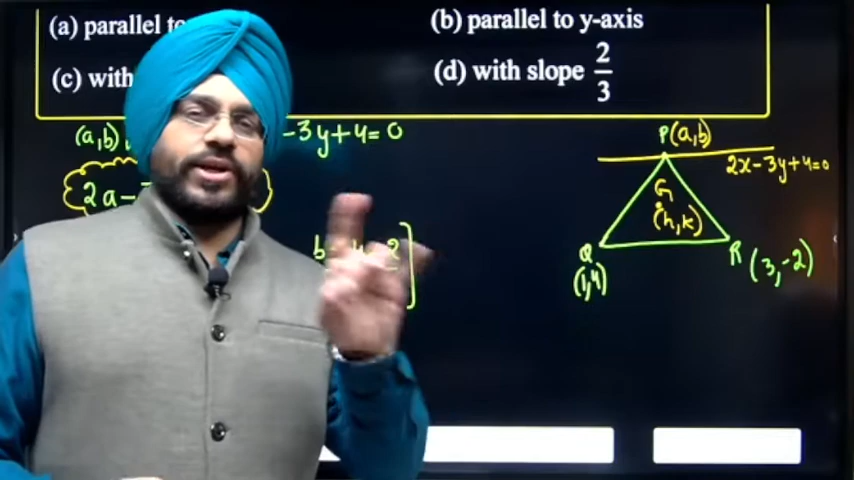 (a) parallel to
(b) parallel to y-axis
(c) with
(d) with slope 2/3
(a,b)
-3y+4=0
2a-
b 2
P(a,b)
2x-3y+4=0
G
(h,k)
Q
(1,4)
R (3,-2)